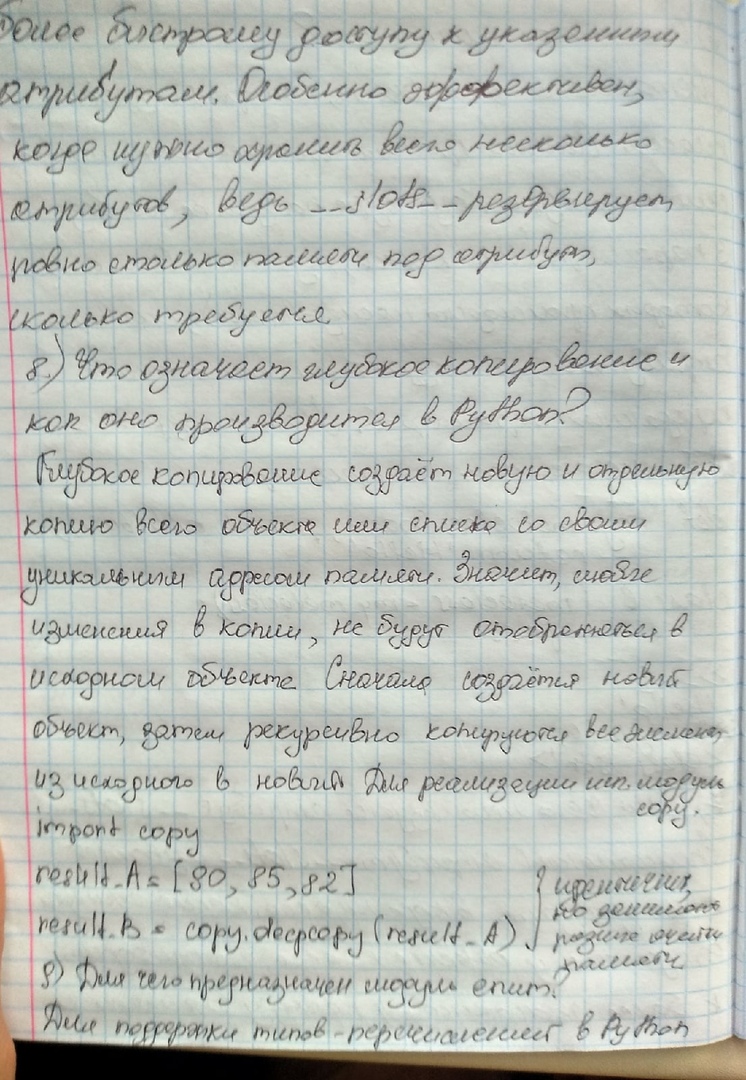 более быстрому доступу к указанным
атрибутам. Особенно эффективен,
когда нужно хранить всего несколько
атрибутов, ведь __slots__ резервирует
ровно столько памяти под атрибут,
сколько требуется
8.) Что означает глубокое копирование и
как оно производится в Python?
Глубокое копирование создаёт новую и отдельную
копию всего объекта или списка со своим
уникальным адресом памяти. Значит, любые
изменения в копии, не будут отображаться в
исходном объекте Сначала создаётся новый
объект, затем рекурсивно копируются все элементы
из исходного в новый Для реализации исп. модуль
copy.
import copy
result_A = [80, 85, 82]
result_B = copy.deepcopy(result_A)
идентичны,
но занимают
разные ячейки
памяти
9) Для чего предназначен модуль enum?
Для поддержки типов-перечислений в Python